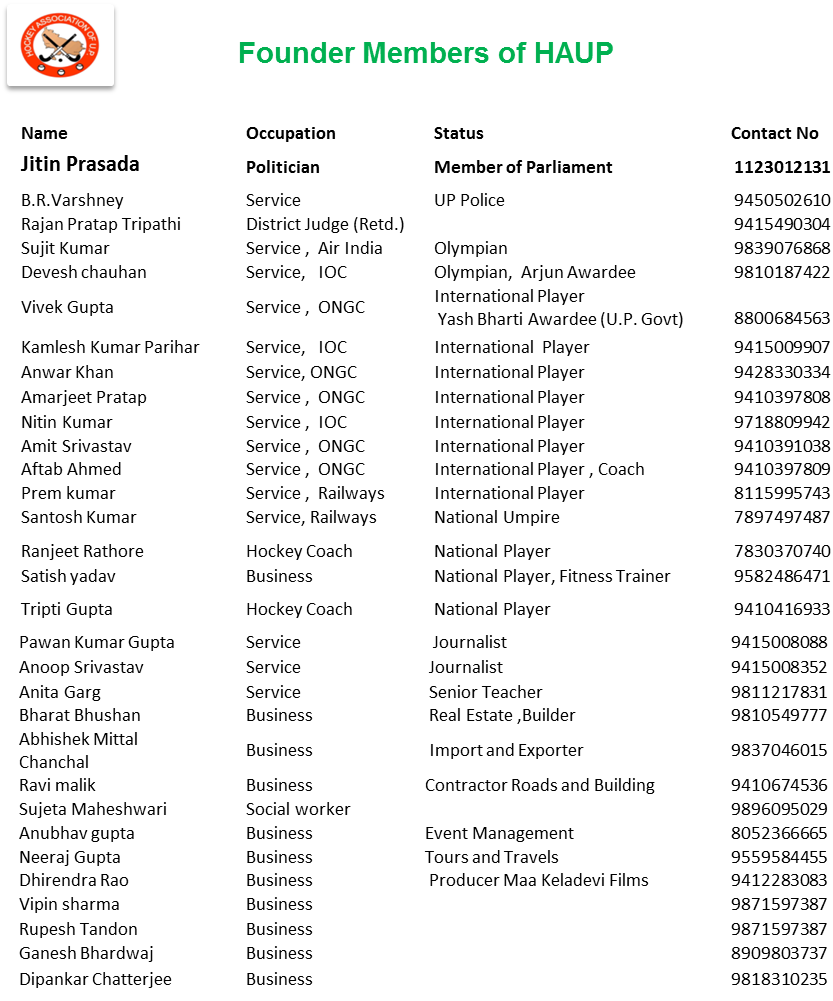 HOCKEY ASSOCIATION OF U.P
Founder Members of HAUP
Name Occupation Status Contact No
Jitin Prasada Politician Member of Parliament 1123012131
B.R.Varshney Service UP Police 9450502610
Rajan Pratap Tripathi District Judge (Retd.) 9415490304
Sujit Kumar Service , Air India Olympian 9839076868
Devesh chauhan Service, IOC Olympian, Arjun Awardee 9810187422
Vivek Gupta Service , ONGC International Player
Yash Bharti Awardee (U.P. Govt) 8800684563
Kamlesh Kumar Parihar Service, IOC International Player 9415009907
Anwar Khan Service, ONGC International Player 9428330334
Amarjeet Pratap Service , ONGC International Player 9410397808
Nitin Kumar Service , IOC International Player 9718809942
Amit Srivastav Service , ONGC International Player 9410391038
Aftab Ahmed Service , ONGC International Player , Coach 9410397809
Prem kumar Service , Railways International Player 8115995743
Santosh Kumar Service, Railways National Umpire 7897497487
Ranjeet Rathore Hockey Coach National Player 7830370740
Satish yadav Business National Player, Fitness Trainer 9582486471
Tripti Gupta Hockey Coach National Player 9410416933
Pawan Kumar Gupta Service Journalist 9415008088
Anoop Srivastav Service Journalist 9415008352
Anita Garg Service Senior Teacher 9811217831
Bharat Bhushan Business Real Estate ,Builder 9810549777
Abhishek Mittal
Chanchal Business Import and Exporter 9837046015
Ravi malik Business Contractor Roads and Building 9410674536
Sujeta Maheshwari Social worker 9896095029
Anubhav gupta Business Event Management 8052366665
Neeraj Gupta Business Tours and Travels 9559584455
Dhirendra Rao Business Producer Maa Keladevi Films 9412283083
Vipin sharma Business 9871597387
Rupesh Tandon Business 9871597387
Ganesh Bhardwaj Business 8909803737
Dipankar Chatterjee Business 9818310235